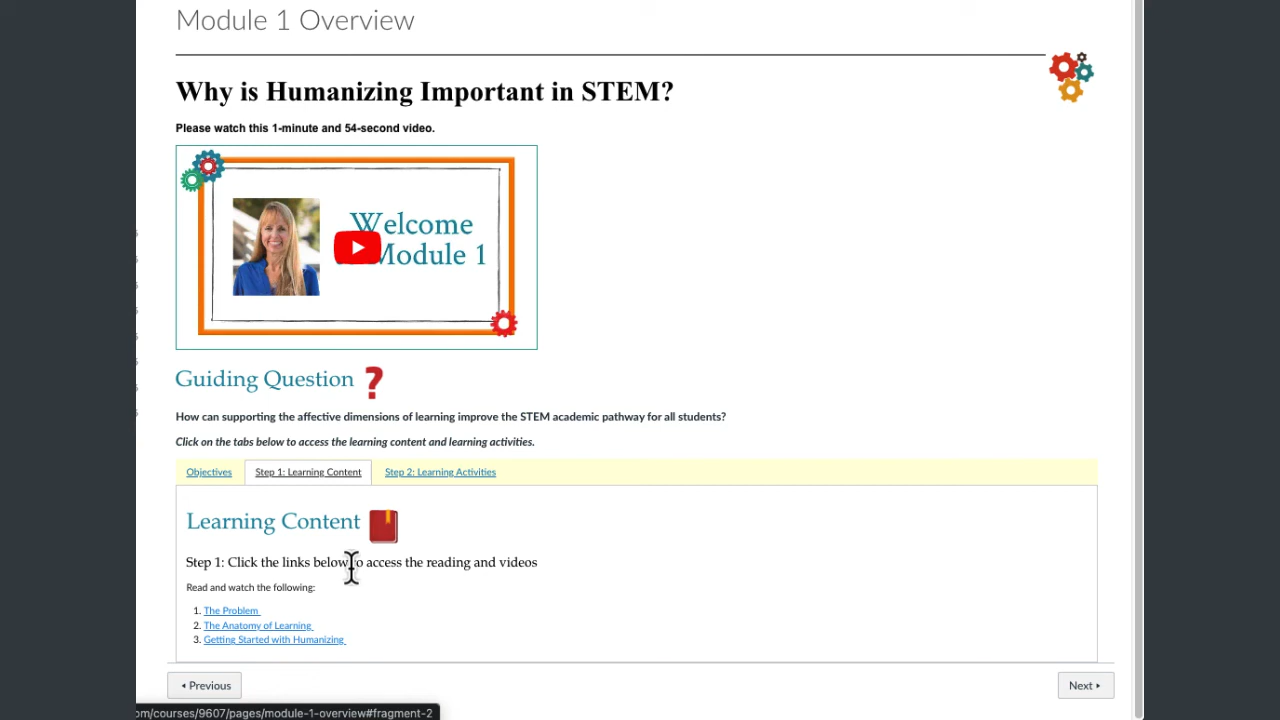 Module 1 Overview
Why is Humanizing Important in STEM?
Please watch this 1-minute and 54-second video.
Welcome
Module 1
Guiding Question
How can supporting the affective dimensions of learning improve the STEM academic pathway for all students?
Click on the tabs below to access the learning content and learning activities.
Objectives Step 1: Learning Content Step 2: Learning Activities
Learning Content
Step 1: Click the links below to access the reading and videos
Read and watch the following:
1. The Problem
2. The Anatomy of Learning
3. Getting Started with Humanizing
Previous Next
om/courses/9607/pages/module-1-overview#fragment-2